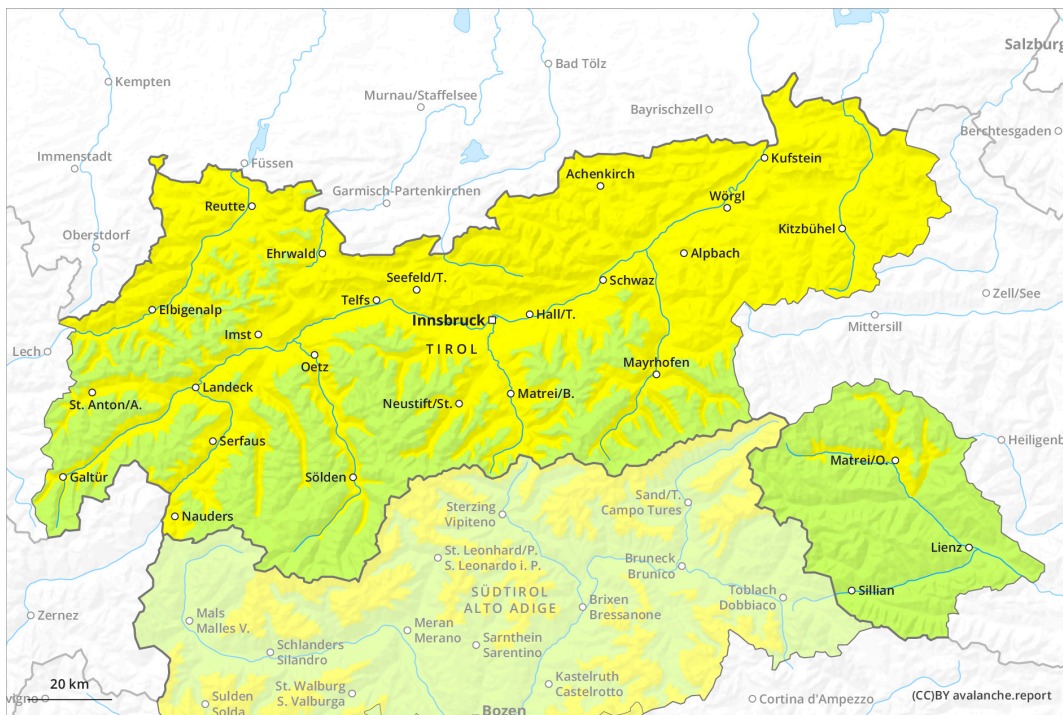 Salzburg
Kempten
Bad Tölz
Murnau/Staffelsee
Bayrischzell
Berchtesgaden
Immenstadt
Füssen
Kufstein
Garmisch-Partenkirchen
Achenkirch
Reutte
Wörgl
Oberstdorf
Kitzbühel
Ehrwald
Alpbach
Seefeld/T.
Schwaz
Zell/See
Telfs
Elbigenalp
Innsbruck
Hall/T.
Mittersill
Imst
TIROL
Lech
Oetz
Mayrhofen
Landeck
St. Anton/A.
Neustift/St.
Matrei/B.
Serfaus
Heiligenb
Matrei/O.
Galtür
Sölden
Sand/T.
Campo Tures
Nauders
Sterzing
Vipiteno
Lienz
St. Leonhard/P.
S. Leonardo i. P.
Bruneck
Brunico
SÜDTIROL
ALTO ADIGE
Toblach
Dobbiaco
Sillian
Zernez
Mals
Malles V.
Brixen
Bressanone
Meran
Merano
Schlanders
Silandro
Sarnthein
Sarentino
20 km
St. Walburg
S. Valburga
Kastelruth
Castelrotto
vigno
Sulden
Solda
Cortina d'Ampezzo
(CC)BY avalanche.report
Bozen